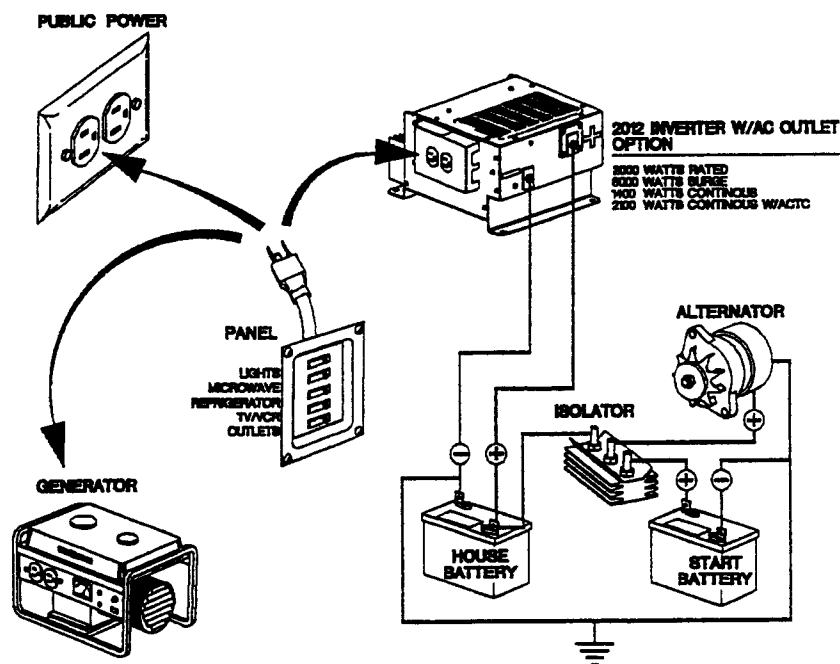 PUBLIC POWER
2012 INVERTER W/AC OUTLET
OPTION
3000 WATTS RATED
6000 WATTS SURGE
1400 WATTS CONTINOUS
2100 WATTS CONTINOUS W/ACTC
ALTERNATOR
PANEL
LIGHTS
MICROWAVE
REFRIGERATOR
TV/VCR
OUTLETS
ISOLATOR
GENERATOR
HOUSE
BATTERY
START
BATTERY